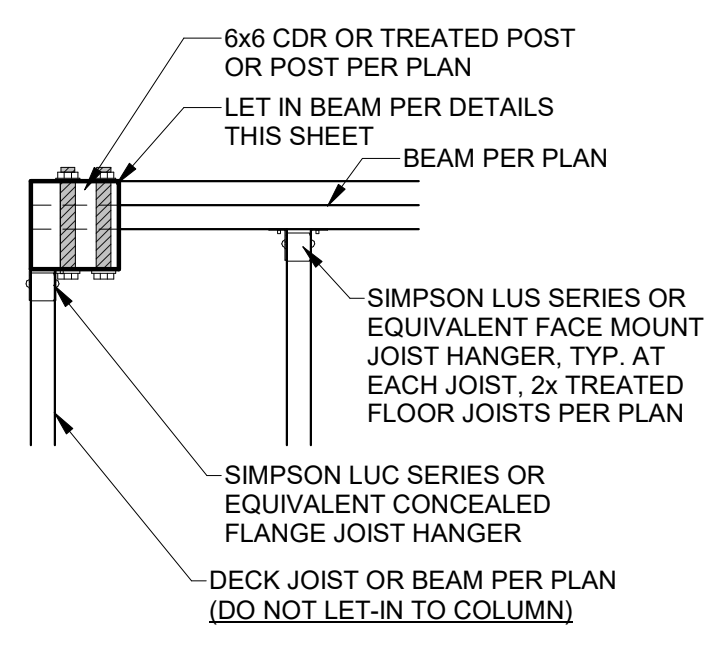 6x6 CDR OR TREATED POST
OR POST PER PLAN
LET IN BEAM PER DETAILS
THIS SHEET
BEAM PER PLAN
SIMPSON LUS SERIES OR
EQUIVALENT FACE MOUNT
JOIST HANGER, TYP. AT
EACH JOIST, 2x TREATED
FLOOR JOISTS PER PLAN
SIMPSON LUC SERIES OR
EQUIVALENT CONCEALED
FLANGE JOIST HANGER
DECK JOIST OR BEAM PER PLAN
(DO NOT LET-IN TO COLUMN)